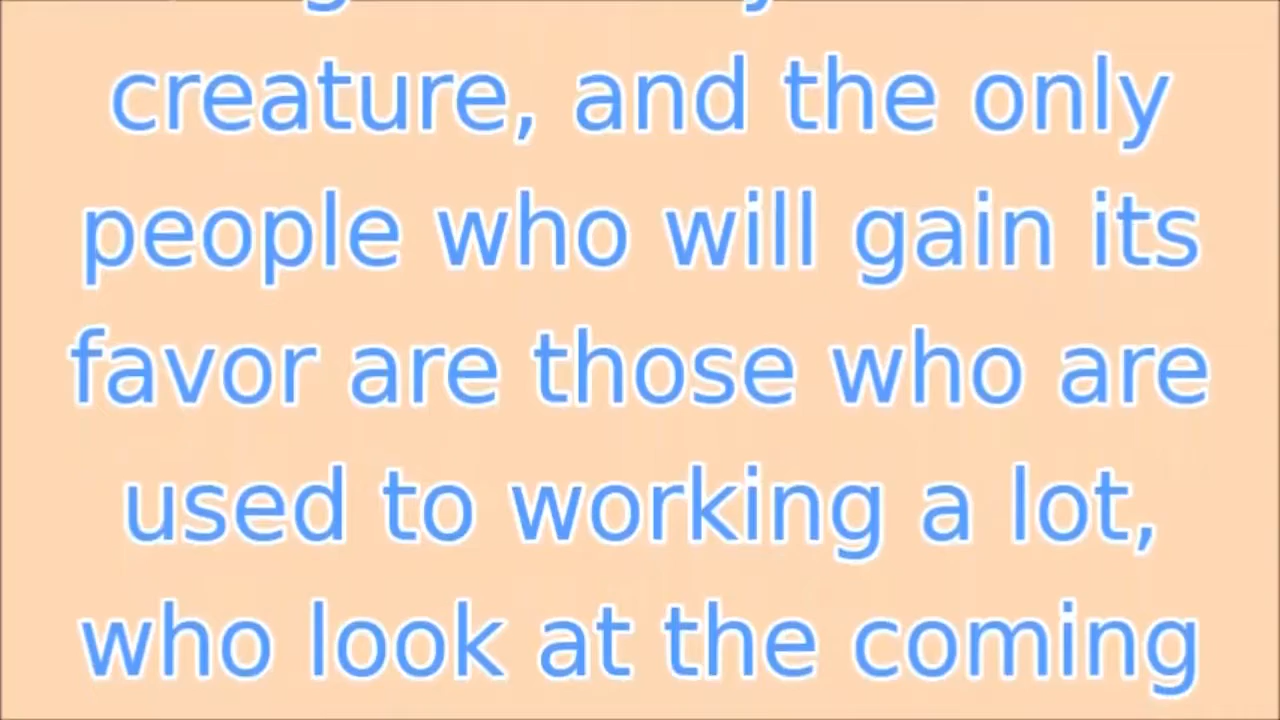 creature, and the only
people who will gain its
favor are those who are
used to working a lot,
who look at the coming